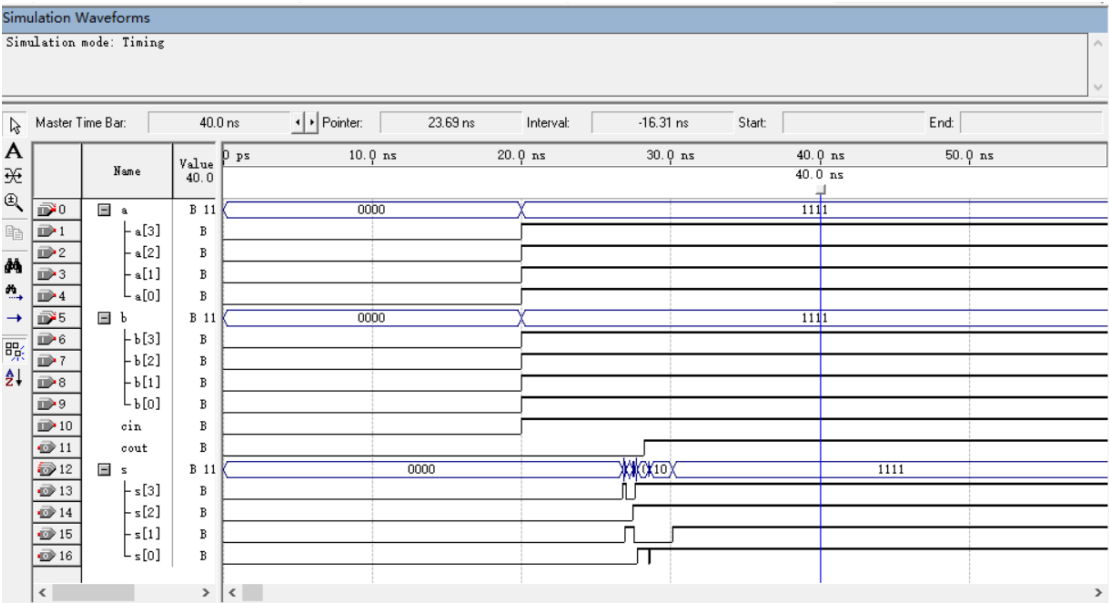 Simulation Waveforms
Simulation mode: Timing
Master Time Bar: 40.0 ns Pointer: 23.69 ns Interval: -16.31 ns Start: End:
Name Value 40.0 0 ps 10.0 ns 20.0 ns 30.0 ns 40.0 ns 50.0 ns
40.0 ns
0 a B 11 0000 1111
1 a[3] B
2 a[2] B
3 a[1] B
4 a[0] B
5 b B 11 0000 1111
6 b[3] B
7 b[2] B
8 b[1] B
9 b[0] B
10 cin B
11 cout B
12 s B 11 0000 10 1111
13 s[3] B
14 s[2] B
15 s[1] B
16 s[0] B